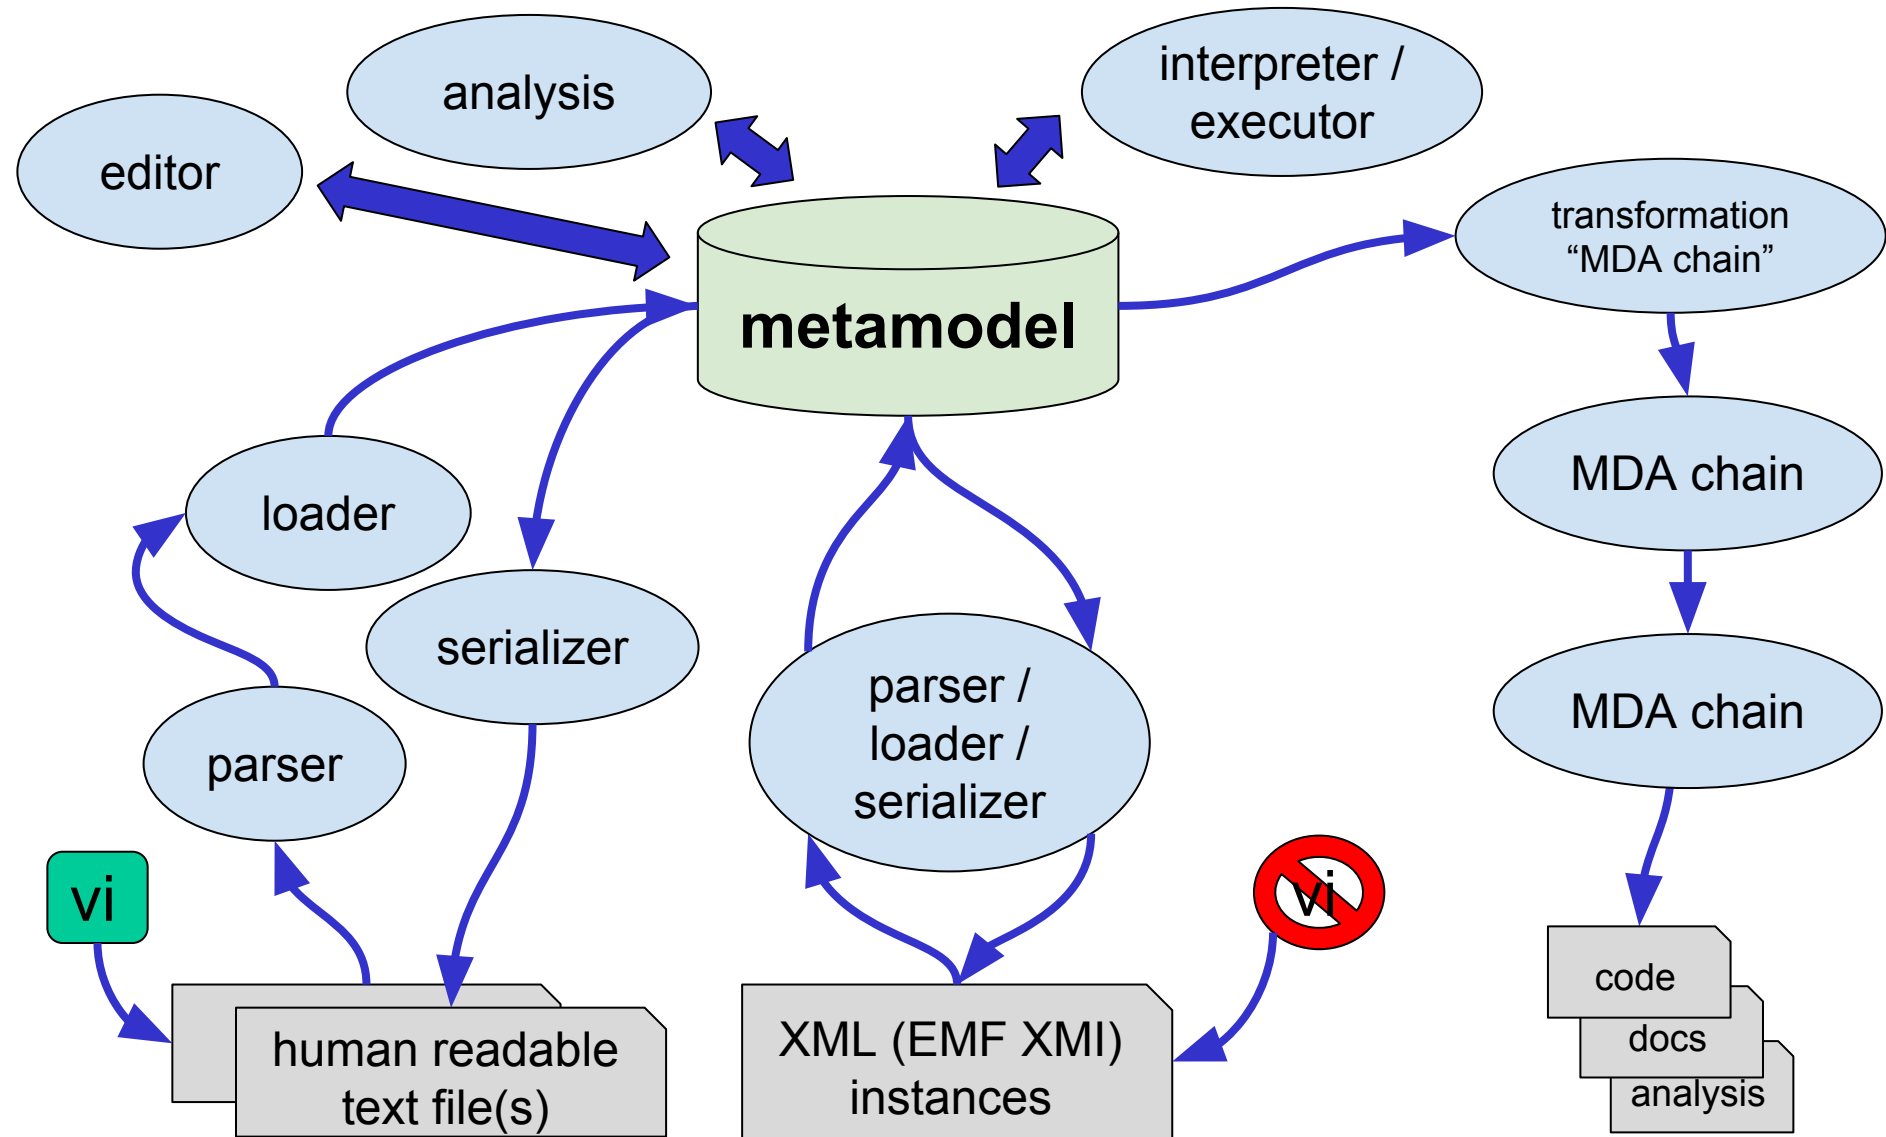 analysis
interpreter /
executor
editor
transformation
“MDA chain”
metamodel
MDA chain
loader
serializer
parser /
loader /
serializer
MDA chain
parser
vi
vi
code
human readable
text file(s)
XML (EMF XMI)
instances
docs
analysis